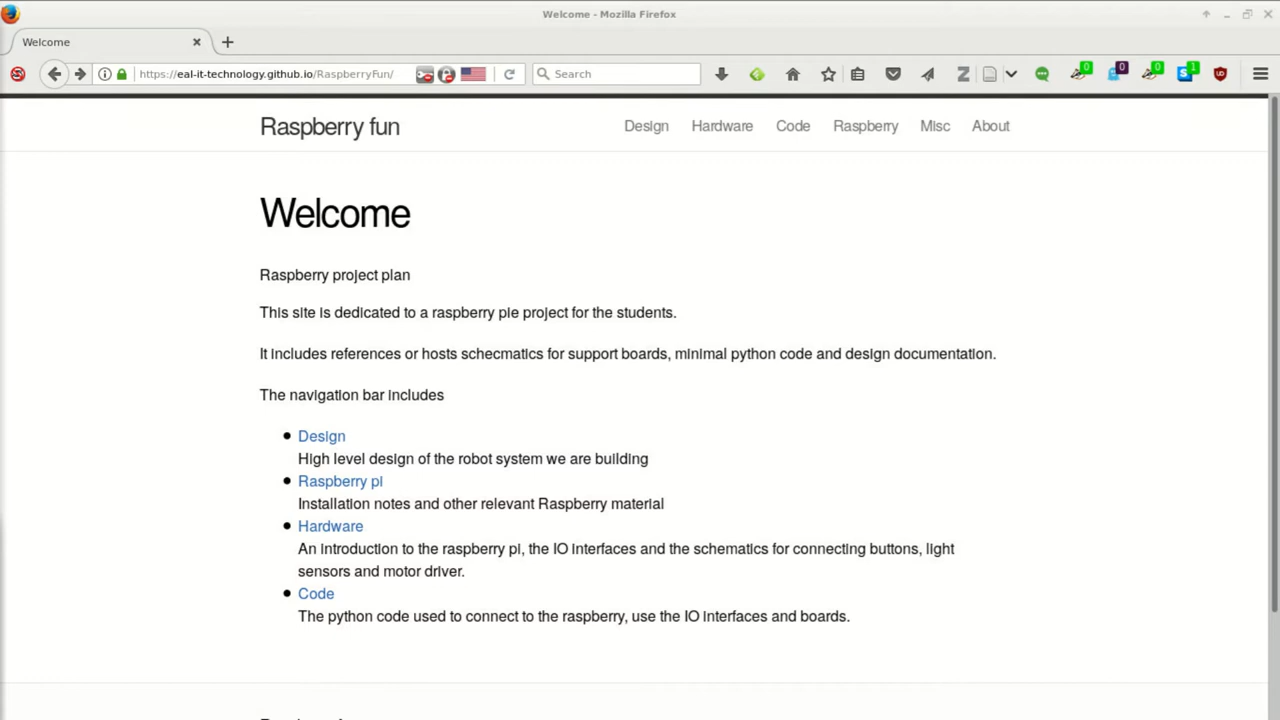 Welcome - Mozilla Firefox
Welcome
https://eal-it-technology.github.io/RaspberryFun/
Search
0
0
0
1
Raspberry fun
Design Hardware Code Raspberry Misc About
Welcome
Raspberry project plan
This site is dedicated to a raspberry pie project for the students.
It includes references or hosts schecmatics for support boards, minimal python code and design documentation.
The navigation bar includes
Design
High level design of the robot system we are building
Raspberry pi
Installation notes and other relevant Raspberry material
Hardware
An introduction to the raspberry pi, the IO interfaces and the schematics for connecting buttons, light
sensors and motor driver.
Code
The python code used to connect to the raspberry, use the IO interfaces and boards.